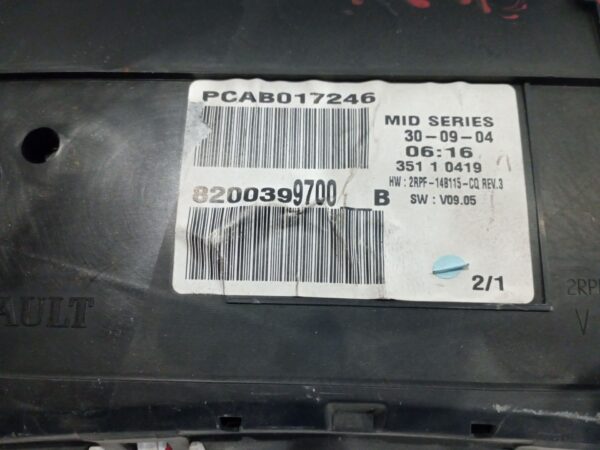 PCAB017246
MID SERIES
30-09-04
06:16
351 1 0419
HW : 2RPF-14B115-CQ REV.3
SW : V09.05
8200399700 B
2/1
AULT
2RPF
V